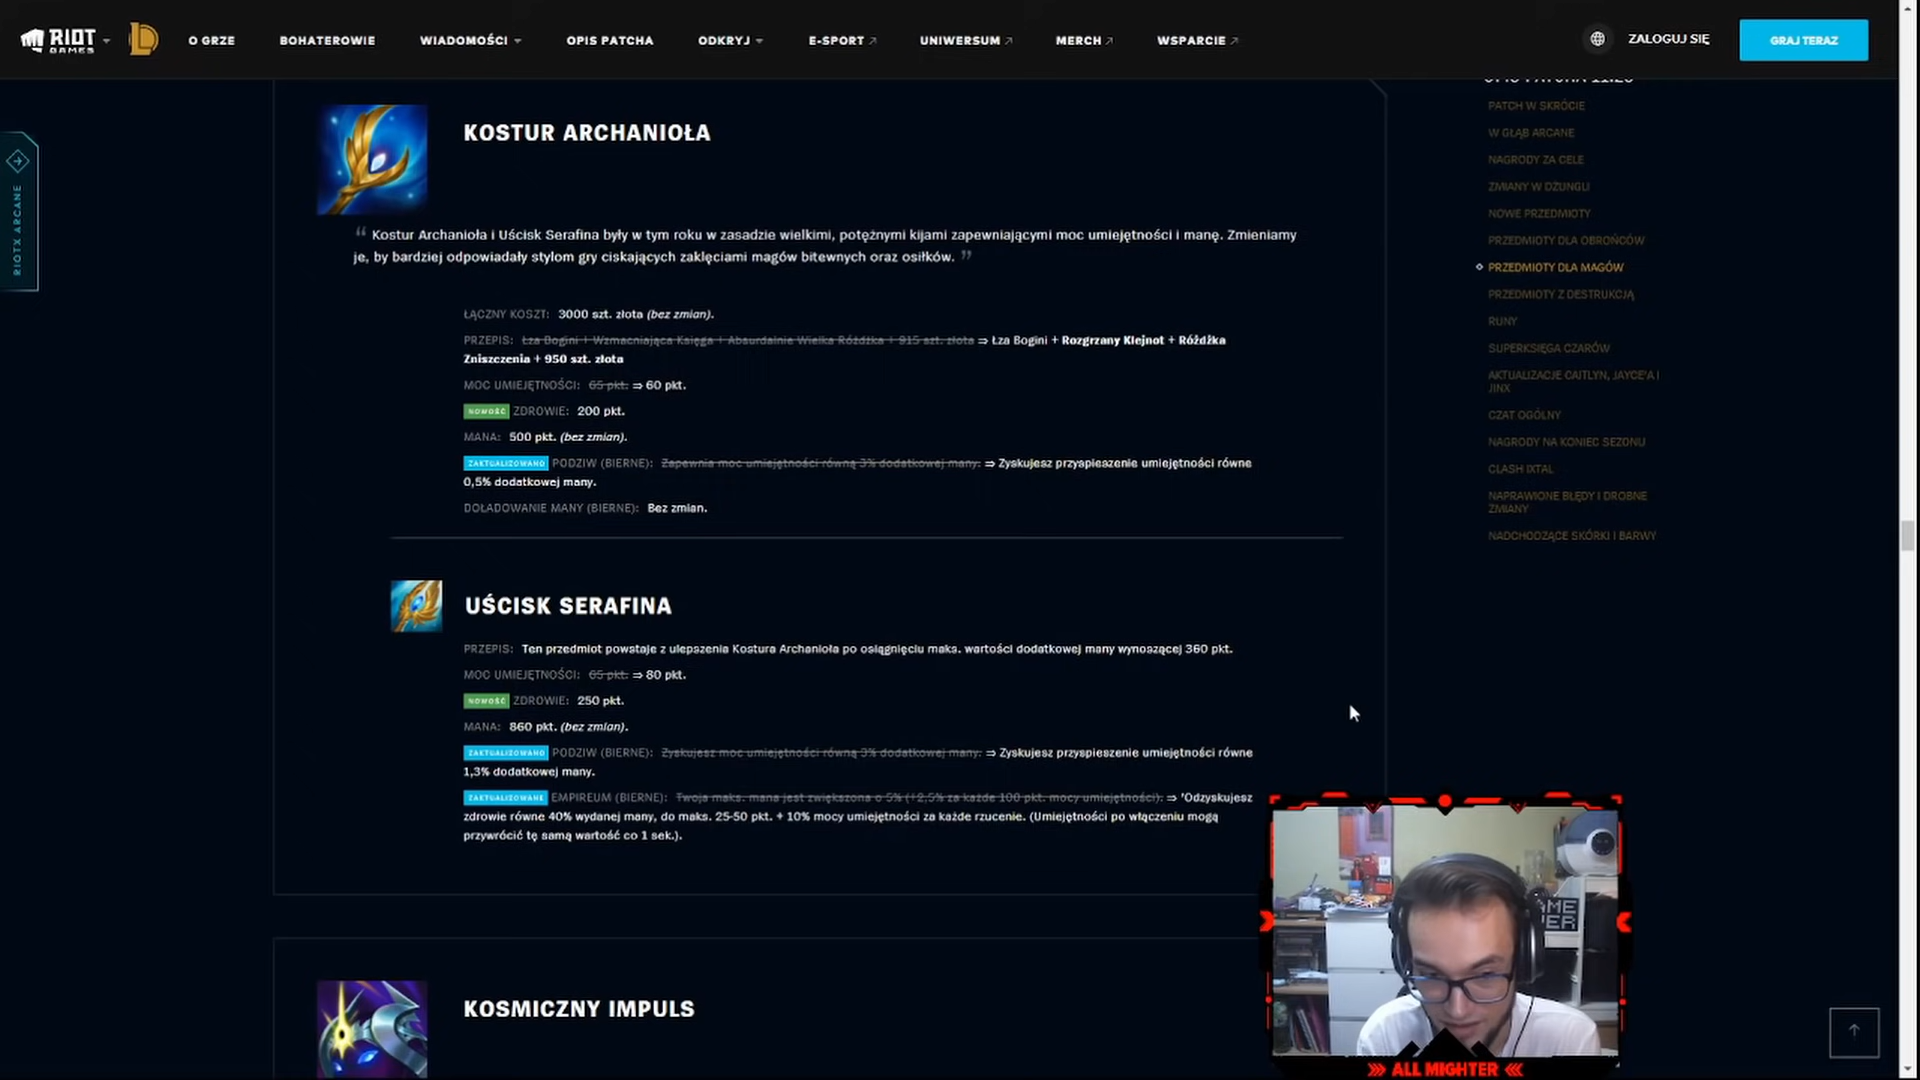 RIOT GAMES
O GRZE
BOHATEROWIE
WIADOMOŚCI
OPIS PATCHA
ODKRYJ
E-SPORT
UNIWERSUM
MERCH
WSPARCIE
ZALOGUJ SIĘ
GRAJ TERAZ
RIOTX ARCANE
KOSTUR ARCHANIOŁA
“ Kostur Archanioła i Uścisk Serafina były w tym roku w zasadzie wielkimi, potężnymi kijami zapewniającymi moc umiejętności i manę. Zmieniamy
je, by bardziej odpowiadały stylom gry ciskających zaklęciami magów bitewnych oraz osiłków. ”
ŁĄCZNY KOSZT: 3000 szt. złota (bez zmian).
PRZEPIS: Łza Bogini + Wzmacniająca Księga + Absurdalnie Wielka Różdżka + 915 szt. złota ⇒ Łza Bogini + Rozgrzany Klejnot + Różdżka
Zniszczenia + 950 szt. złota
MOC UMIEJĘTNOŚCI: 65 pkt. ⇒ 60 pkt.
NOWOŚĆ ZDROWIE: 200 pkt.
MANA: 500 pkt. (bez zmian).
ZAKTUALIZOWANO PODZIW (BIERNE): Zapewnia moc umiejętności równą 3% dodatkowej many. ⇒ Zyskujesz przyspieszenie umiejętności równe
0,5% dodatkowej many.
DOŁADOWANIE MANY (BIERNE): Bez zmian.
UŚCISK SERAFINA
PRZEPIS: Ten przedmiot powstaje z ulepszenia Kostura Archanioła po osiągnięciu maks. wartości dodatkowej many wynoszącej 360 pkt.
MOC UMIEJĘTNOŚCI: 65 pkt. ⇒ 80 pkt.
NOWOŚĆ ZDROWIE: 250 pkt.
MANA: 860 pkt. (bez zmian).
ZAKTUALIZOWANO PODZIW (BIERNE): Zyskujesz moc umiejętności równą 3% dodatkowej many. ⇒ Zyskujesz przyspieszenie umiejętności równe
1,3% dodatkowej many.
ZAKTUALIZOWANE EMPIREUM (BIERNE): Twoja maks. mana jest zwiększona o 5% (+2,5% za każde 100 pkt. mocy umiejętności). ⇒ 'Odzyskujesz
zdrowie równe 40% wydanej many, do maks. 25-50 pkt. + 10% mocy umiejętności za każde rzucenie. (Umiejętności po włączeniu mogą
przywrócić tę samą wartość co 1 sek.).
KOSMICZNY IMPULS
OPIS PATCHA 11.23
PATCH W SKRÓCIE
W GŁĄB ARCANE
NAGRODY ZA CELE
ZMIANY W DŻUNGLI
NOWE PRZEDMIOTY
PRZEDMIOTY DLA OBROŃCÓW
PRZEDMIOTY DLA MAGÓW
PRZEDMIOTY Z DESTRUKCJĄ
RUNY
SUPERKSIĘGA CZARÓW
AKTUALIZACJE CAITLYN, JAYCE'A I
JINX
CZAT OGÓLNY
NAGRODY NA KONIEC SEZONU
CLASH IXTAL
NAPRAWIONE BŁĘDY I DROBNE
ZMIANY
NADCHODZĄCE SKÓRKI I BARWY
ALL MIGHTER